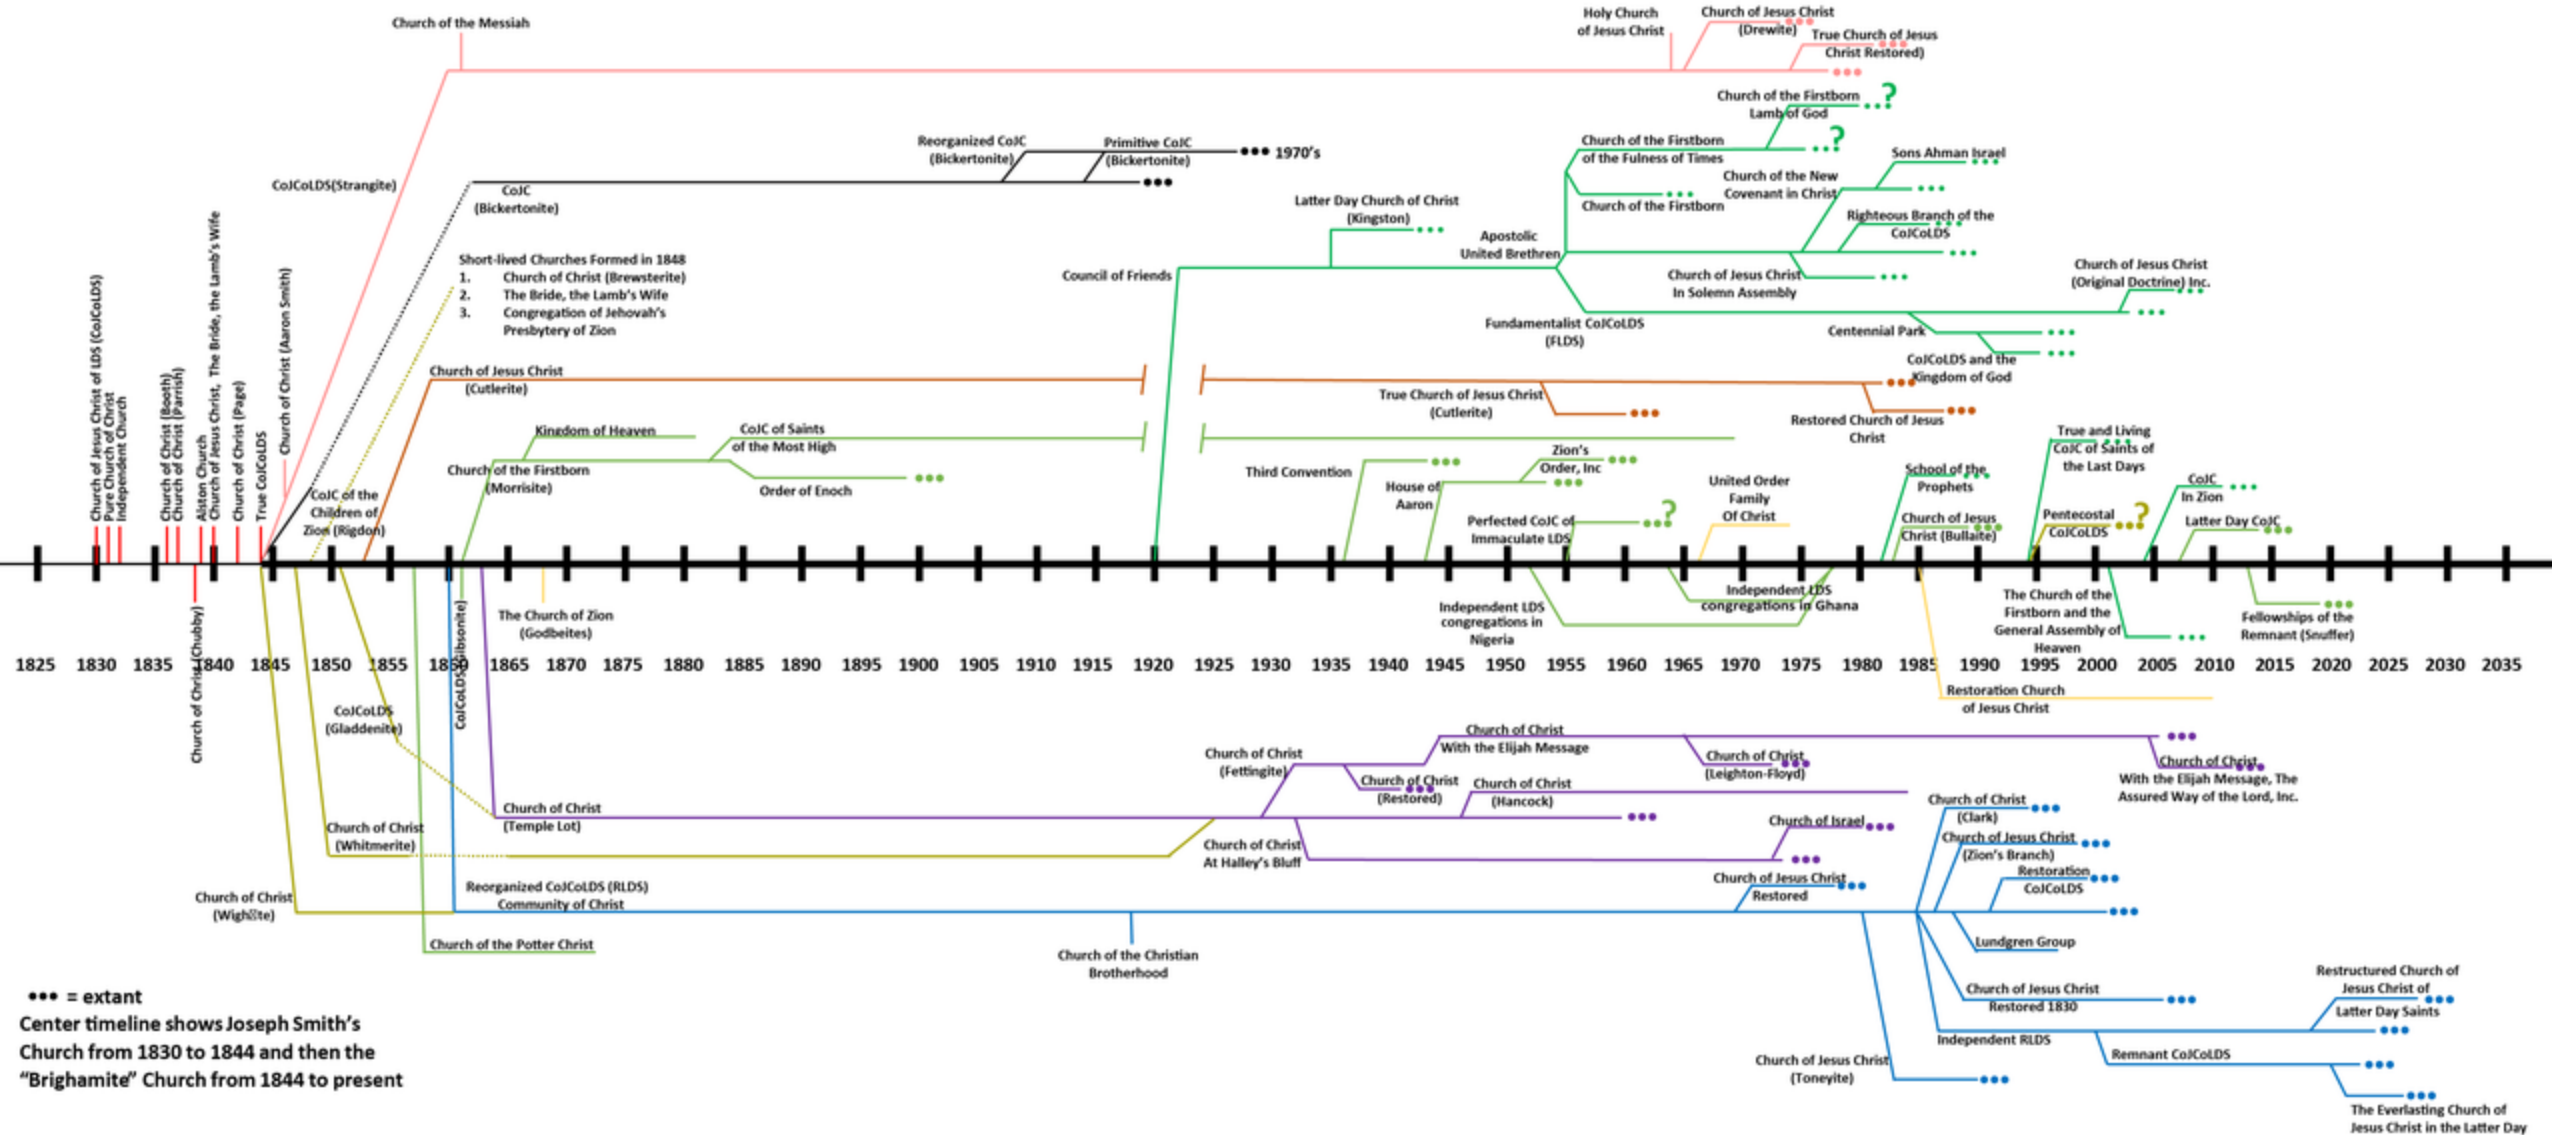 Church of the Messiah
Holy Church
of Jesus Christ
Church of Jesus Christ
(Drewite)
True Church of Jesus
Christ Restored)
Church of the Firstborn
Lamb of God
?
Reorganized CoJC
(Bickertonite)
Primitive CoJC
(Bickertonite)
1970's
Church of the Firstborn
of the Fulness of Times
?
Sons Ahman Israel
CoJCoLDS(Strangite)
CoJC
(Bickertonite)
Church of the New
Covenant in Christ
Church of the Firstborn
Latter Day Church of Christ
(Kingston)
Righteous Branch of the
CoJCoLDS
Apostolic
United Brethren
Short-lived Churches Formed in 1848
1. Church of Christ (Brewsterite)
2. The Bride, the Lamb's Wife
3. Congregation of Jehovah's
Presbytery of Zion
Council of Friends
Church of Jesus Christ
In Solemn Assembly
Church of Jesus Christ
(Original Doctrine) Inc.
Fundamentalist CoJCoLDS
(FLDS)
Centennial Park
CoJCoLDS and the
Kingdom of God
Church of Jesus Christ of LDS (CoJCoLDS)
Pure Church of Christ
Independent Church
Church of Christ (Booth)
Church of Christ (Parrish)
Alston Church
Church of Jesus Christ, The Bride, the Lamb's Wife
Church of Christ (Page)
True CoJCoLDS
Church of Christ (Aaron Smith)
Church of Jesus Christ
(Cutlerite)
True Church of Jesus Christ
(Cutlerite)
Restored Church of Jesus
Christ
Kingdom of Heaven
CoJC of Saints
of the Most High
Church of the Firstborn
(Morrisite)
Order of Enoch
CoJC of the
Children of
Zion (Rigdon)
Third Convention
House of
Aaron
Zion's
Order, Inc
Perfected CoJC of
Immaculate LDS
?
United Order
Family
Of Christ
School of the
Prophets
Church of Jesus
Christ (Bullaite)
True and Living
CoJC of Saints of
the Last Days
Pentecostal
CoJCoLDS
?
CoJC
In Zion
Latter Day CoJC
Church of Christ (Chubby)
CoJCoLDS(Gibsonite)
The Church of Zion
(Godbeites)
Independent LDS
congregations in
Nigeria
Independent LDS
congregations in Ghana
The Church of the
Firstborn and the
General Assembly of
Heaven
Fellowships of the
Remnant (Snuffer)
1825 1830 1835 1840 1845 1850 1855 1860 1865 1870 1875 1880 1885 1890 1895 1900 1905 1910 1915 1920 1925 1930 1935 1940 1945 1950 1955 1960 1965 1970 1975 1980 1985 1990 1995 2000 2005 2010 2015 2020 2025 2030 2035
Restoration Church
of Jesus Christ
CoJCoLDS
(Gladdenite)
Church of Christ
(Fettingite)
Church of Christ
With the Elijah Message
Church of Christ
(Restored)
Church of Christ
(Leighton-Floyd)
Church of Christ
With the Elijah Message, The
Assured Way of the Lord, Inc.
Church of Christ
(Hancock)
Church of Christ
(Temple Lot)
Church of Christ
(Whitmerite)
Church of Christ
At Halley's Bluff
Church of Israel
Church of Christ
(Clark)
Church of Jesus Christ
(Zion's Branch)
Restoration
CoJCoLDS
Church of Jesus Christ
Restored
Reorganized CoJCoLDS (RLDS)
Community of Christ
Church of Christ
Church of the Potter Christ
Church of the Christian
Brotherhood
Lundgren Group
Church of Jesus Christ
Restored 1830
Restructured Church of
Jesus Christ of
Latter Day Saints
Independent RLDS
Remnant CoJCoLDS
Church of Jesus Christ
(Toneyite)
The Everlasting Church of
Jesus Christ in the Latter Day
••• = extant
Center timeline shows Joseph Smith's
Church from 1830 to 1844 and then the
"Brighamite" Church from 1844 to present